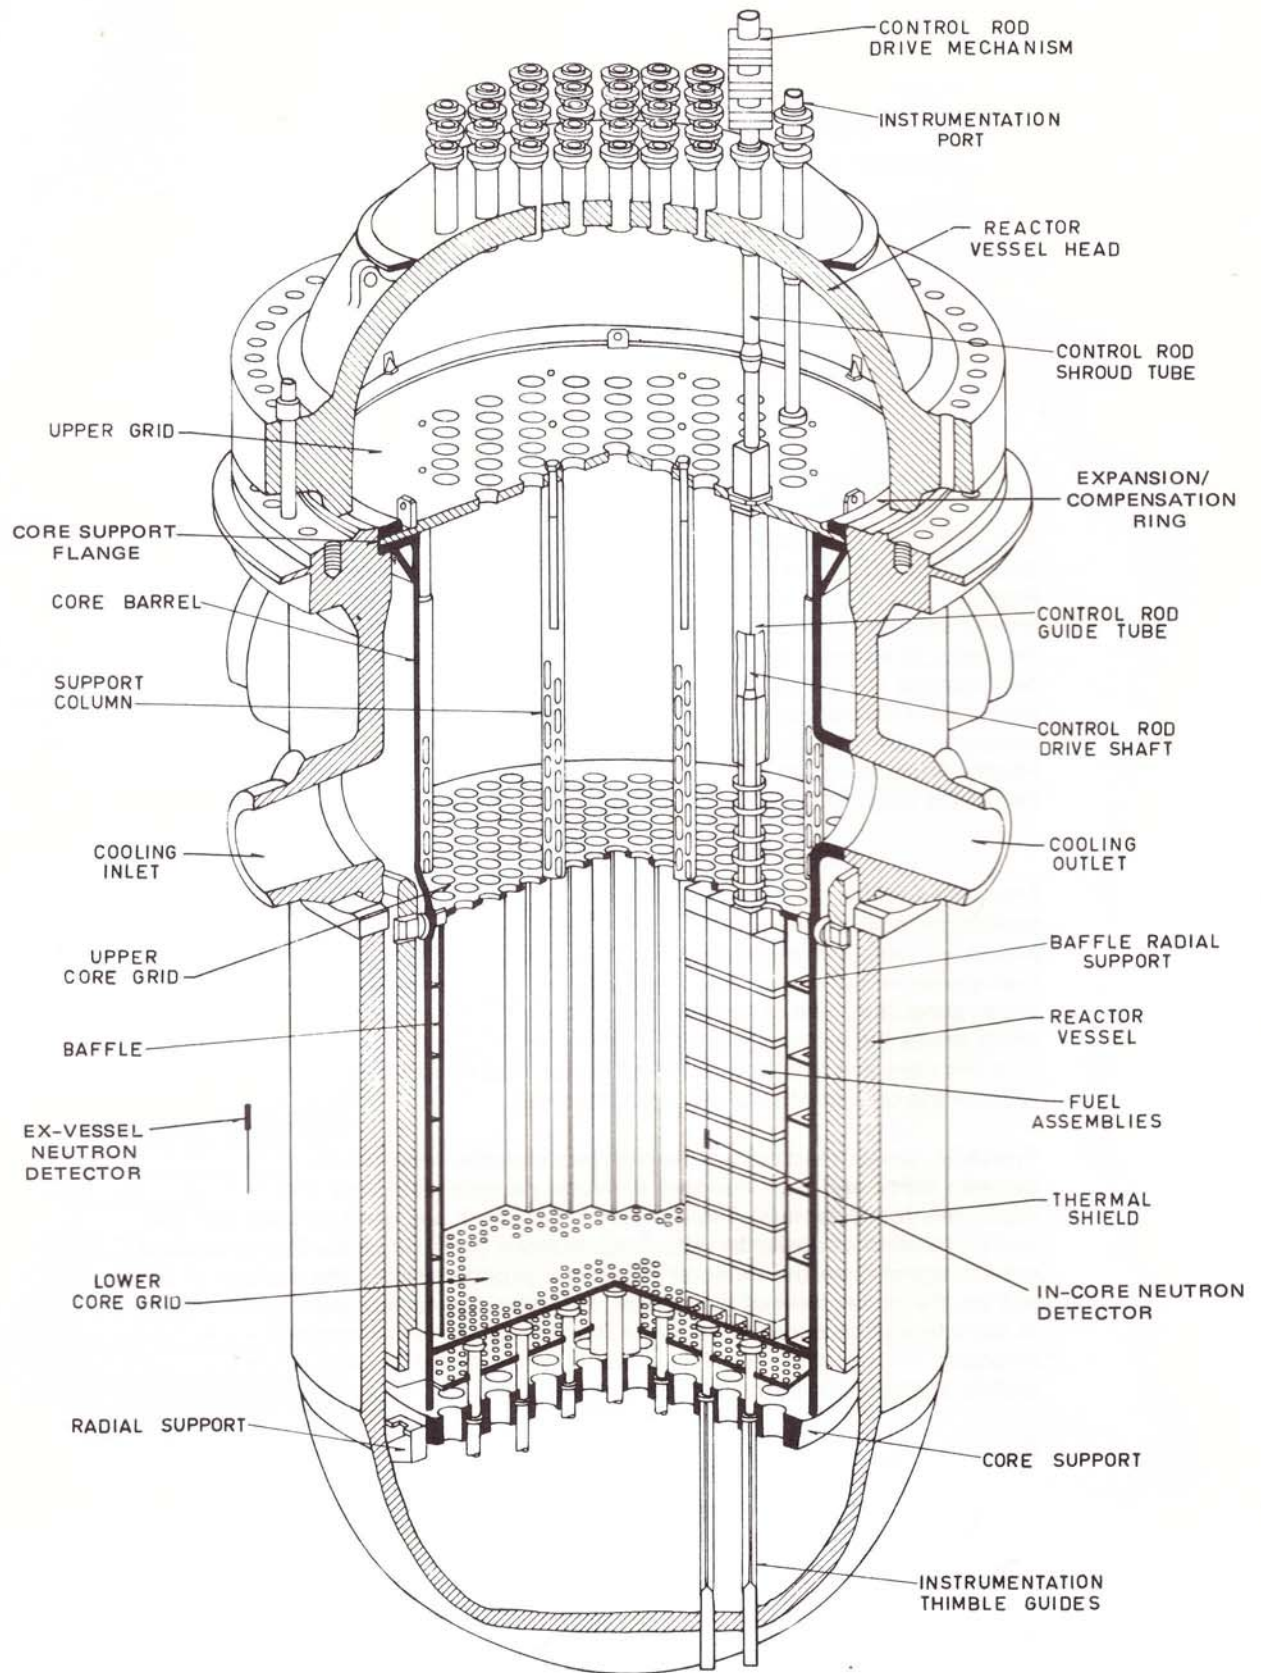 CONTROL ROD
DRIVE MECHANISM
INSTRUMENTATION
PORT
REACTOR
VESSEL HEAD
CONTROL ROD
SHROUD TUBE
UPPER GRID
EXPANSION/
COMPENSATION
RING
CORE SUPPORT
FLANGE
CORE BARREL
CONTROL ROD
GUIDE TUBE
SUPPORT
COLUMN
CONTROL ROD
DRIVE SHAFT
COOLING
INLET
COOLING
OUTLET
UPPER
CORE GRID
BAFFLE RADIAL
SUPPORT
BAFFLE
REACTOR
VESSEL
EX-VESSEL
NEUTRON
DETECTOR
FUEL
ASSEMBLIES
THERMAL
SHIELD
LOWER
CORE GRID
IN-CORE NEUTRON
DETECTOR
RADIAL SUPPORT
CORE SUPPORT
INSTRUMENTATION
THIMBLE GUIDES